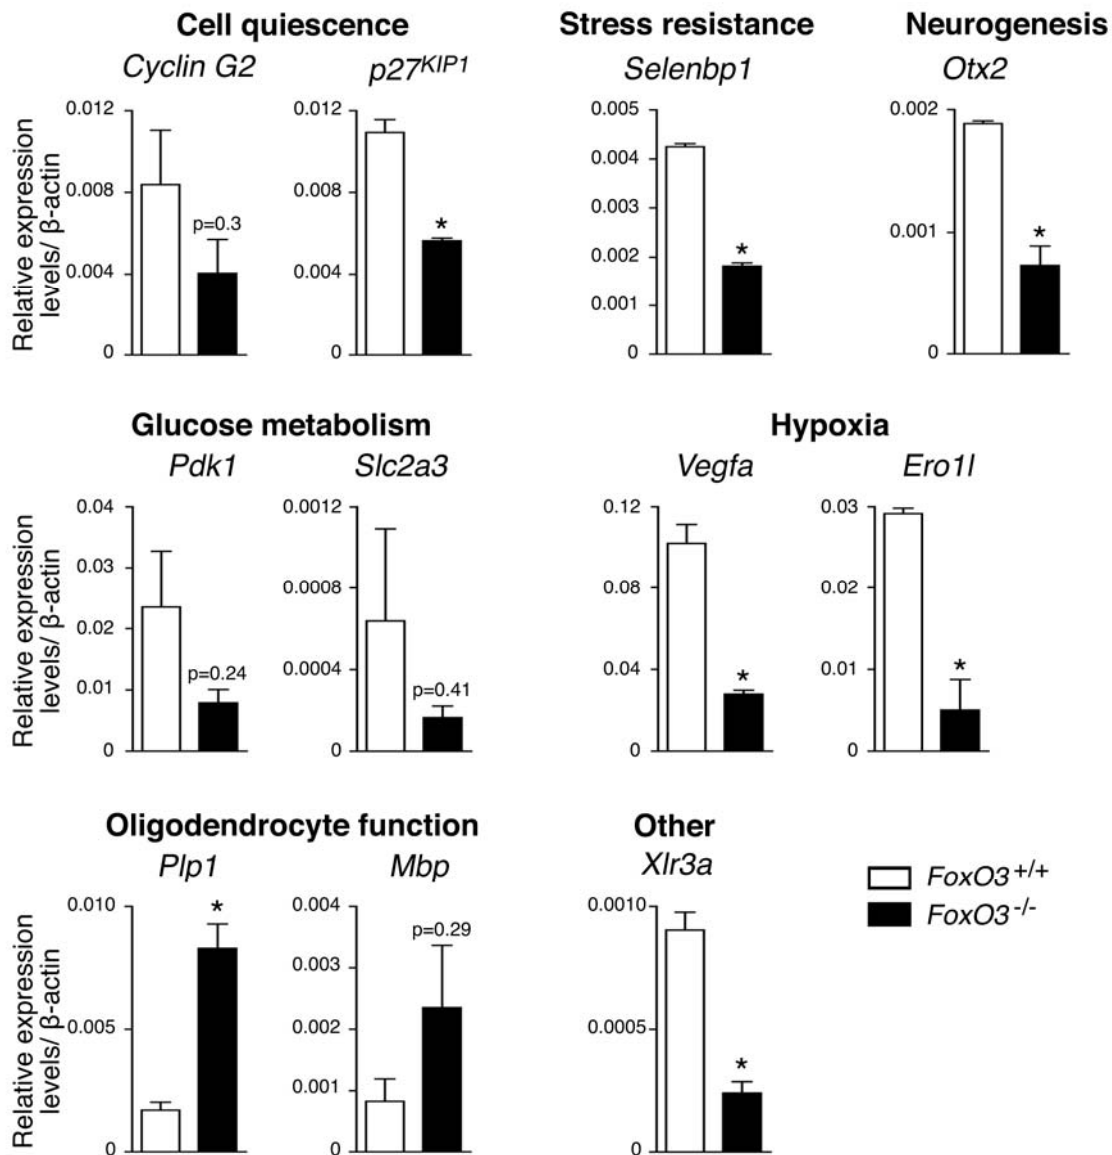 Cell quiescence
Stress resistance
Neurogenesis
Cyclin G2
p27KIP1
Selenbp1
Otx2
Relative expression
levels/ β-actin
0.012
0.008
0.004
0
p=0.3
0.012
0.008
0.004
0
*
0.005
0.004
0.003
0.002
0.001
0
*
0.002
0.001
0
*
Glucose metabolism
Hypoxia
Pdk1
Slc2a3
Vegfa
Ero1l
Relative expression
levels/ β-actin
0.04
0.03
0.02
0.01
0
p=0.24
0.0012
0.0008
0.0004
0
p=0.41
0.12
0.08
0.04
0
*
0.03
0.02
0.01
0
*
Oligodendrocyte function
Other
Plp1
Mbp
Xlr3a
Relative expression
levels/ β-actin
0.010
0.005
0
*
0.004
0.003
0.002
0.001
0
p=0.29
0.0010
0.0005
0
*
FoxO3+/+
FoxO3-/-